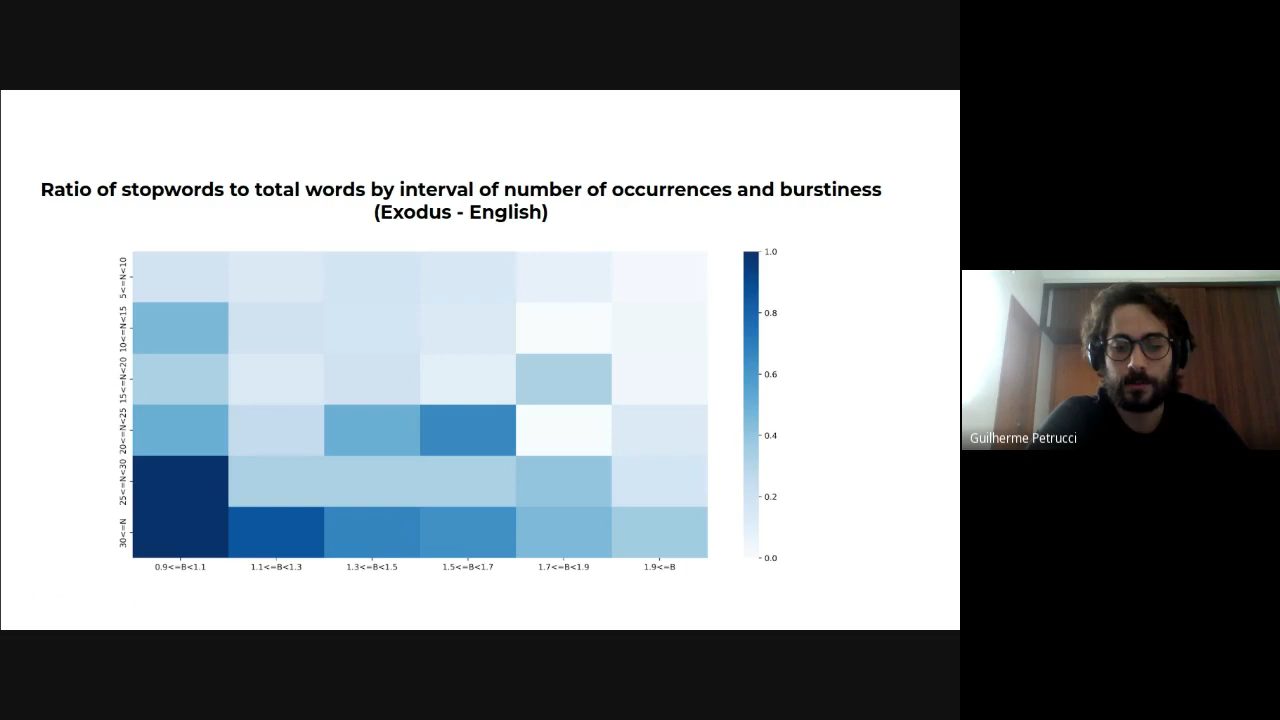 Ratio of stopwords to total words by interval of number of occurrences and burstiness
(Exodus - English)
5<=N<10
10<=N<15
15<=N<20
20<=N<25
25<=N<30
30<=N
0.9<=B<1.1
1.1<=B<1.3
1.3<=B<1.5
1.5<=B<1.7
1.7<=B<1.9
1.9<=B
1.0
0.8
0.6
0.4
0.2
0.0
Guilherme Petrucci